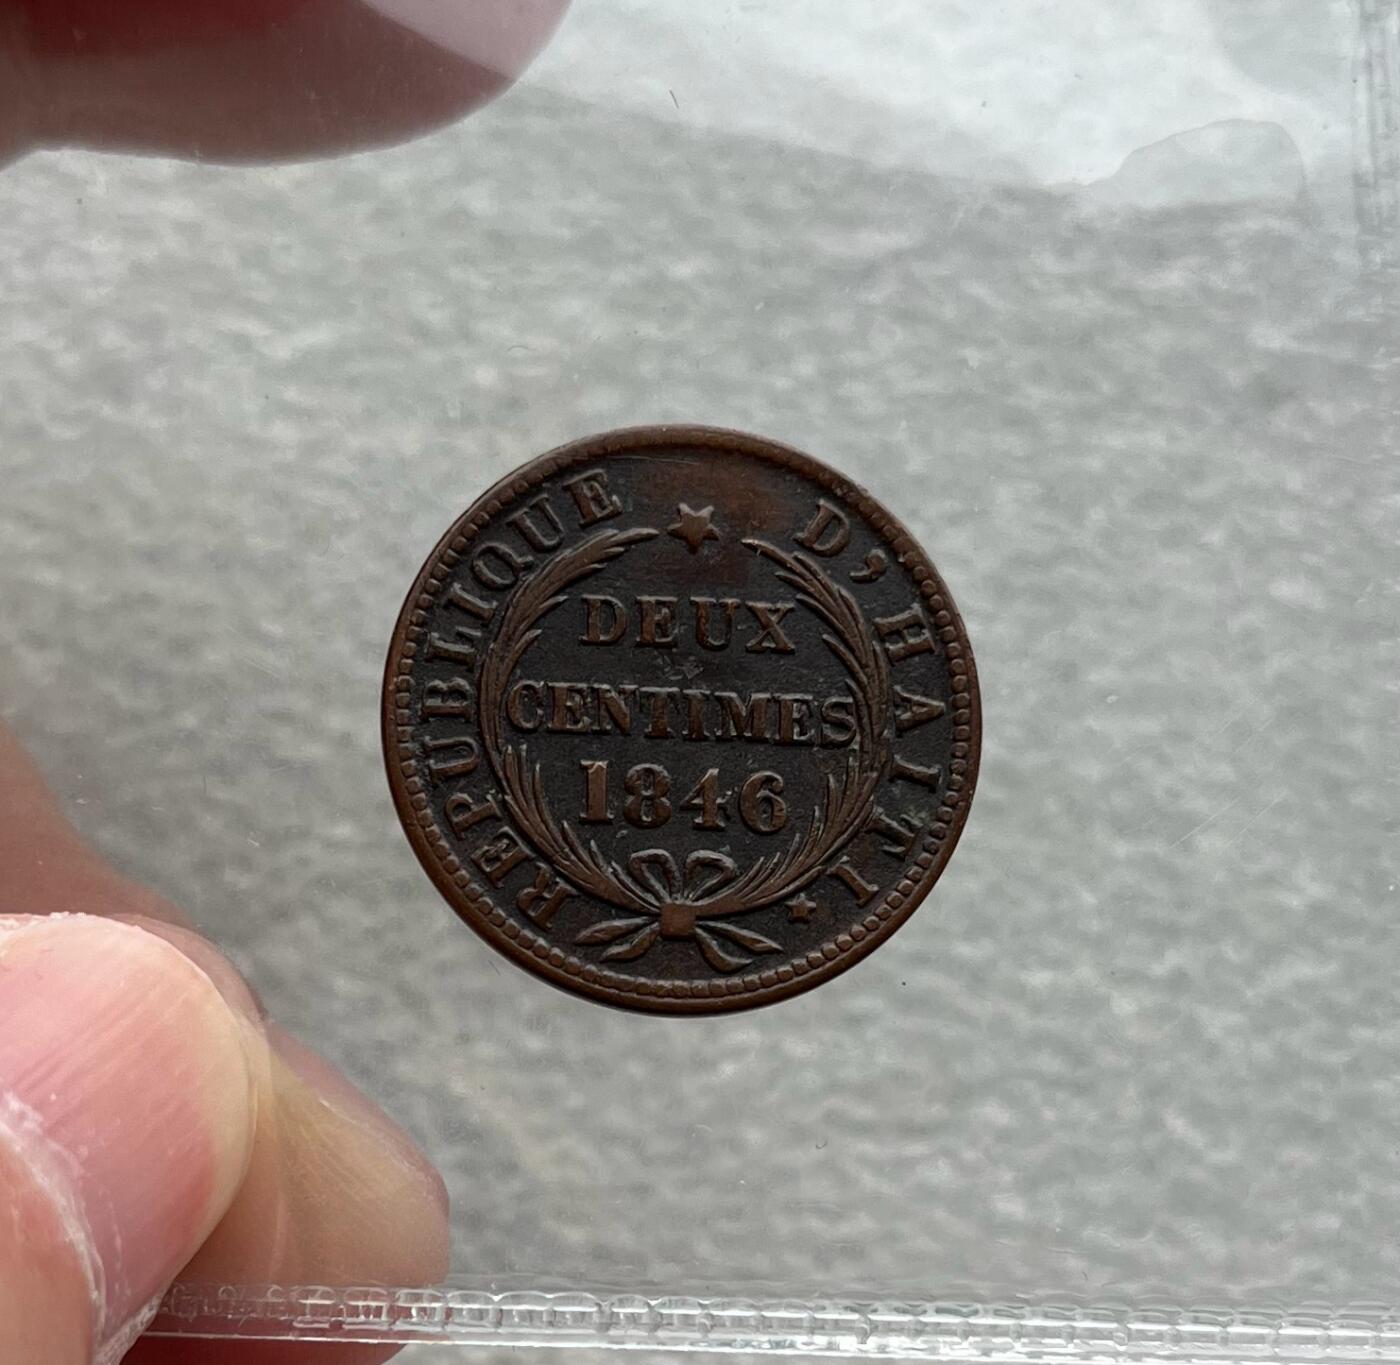 REPUBLIQUE D'HAITI
DEUX
CENTIMES
1846